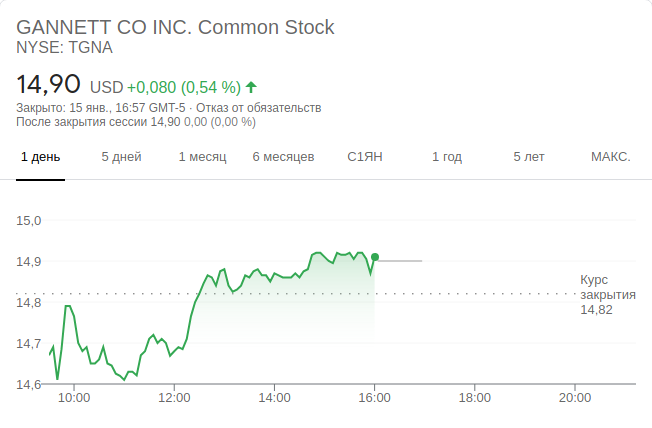 GANNETT CO INC. Common Stock
NYSE: TGNA
14,90 USD +0,080 (0,54 %)
Закрыто: 15 янв., 16:57 GMT-5 · Отказ от обязательств
После закрытия сессии 14,90 0,00 (0,00 %)
1 день 5 дней 1 месяц 6 месяцев С1ЯН 1 год 5 лет МАКС.
15,0
14,9
14,8
14,7
14,6
Курс
закрытия
14,82
10:00 12:00 14:00 16:00 18:00 20:00